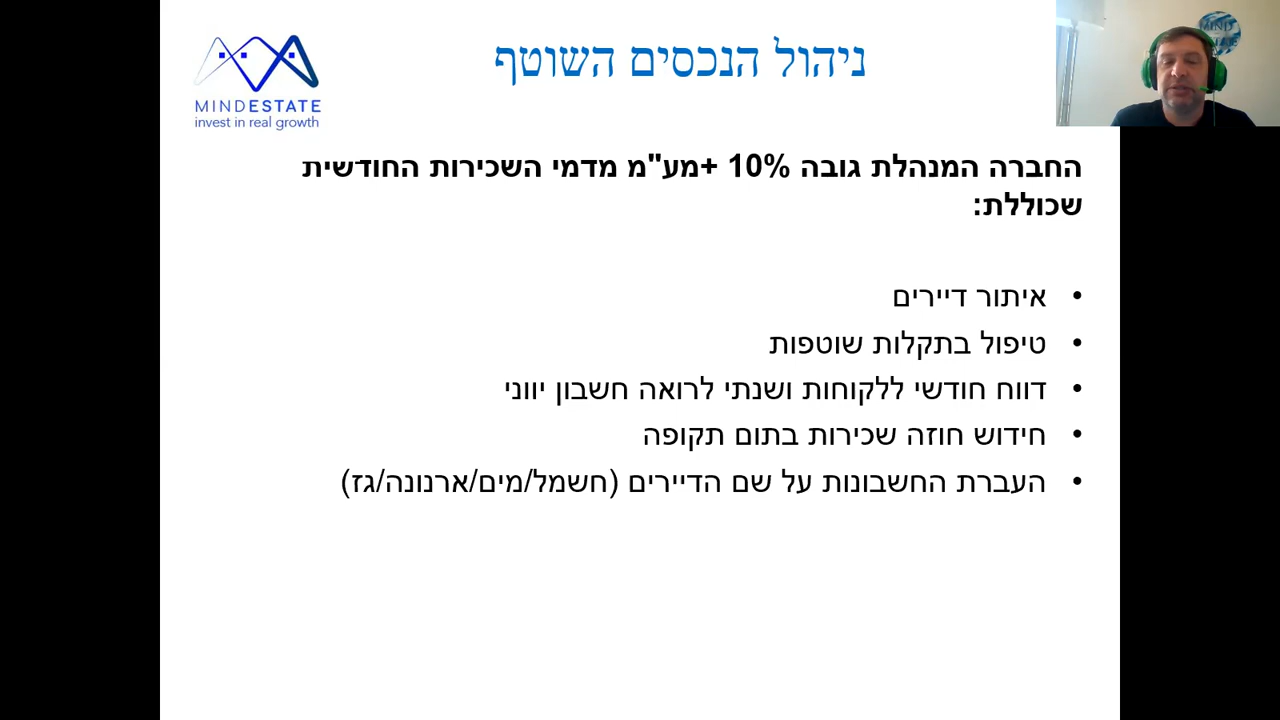 ניהול הנכסים השוטף
MINDESTATE
invest in real growth
החברה המנהלת גובה 10% +מע"מ מדמי השכירות החודשית
שכוללת:
• איתור דיירים
• טיפול בתקלות שוטפות
• דווח חודשי ללקוחות ושנתי לרואה חשבון יווני
• חידוש חוזה שכירות בתום תקופה
• העברת החשבונות על שם הדיירים (חשמל/מים/ארנונה/גז)
MIND